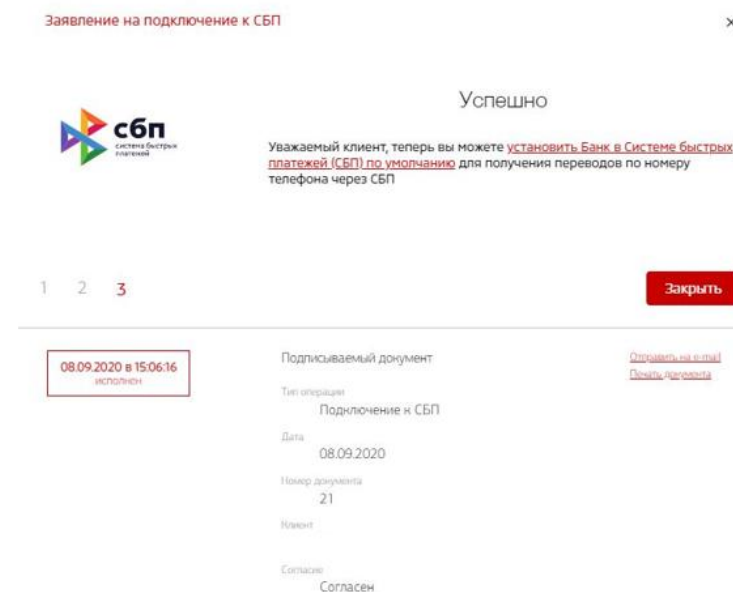 Заявление на подключение к СБП
×
сбп
система быстрых
платежей
Успешно
Уважаемый клиент, теперь вы можете установить Банк в Системе быстрых
платежей (СБП) по умолчанию для получения переводов по номеру
телефона через СБП
1 2 3
Закрыть
08.09.2020 в 15:06:16
исполнен
Подписываемый документ
Отправить на e-mail
Печать документа
Тип операции
Подключение к СБП
Дата
08.09.2020
Номер документа
21
Клиент
Согласие
Согласен